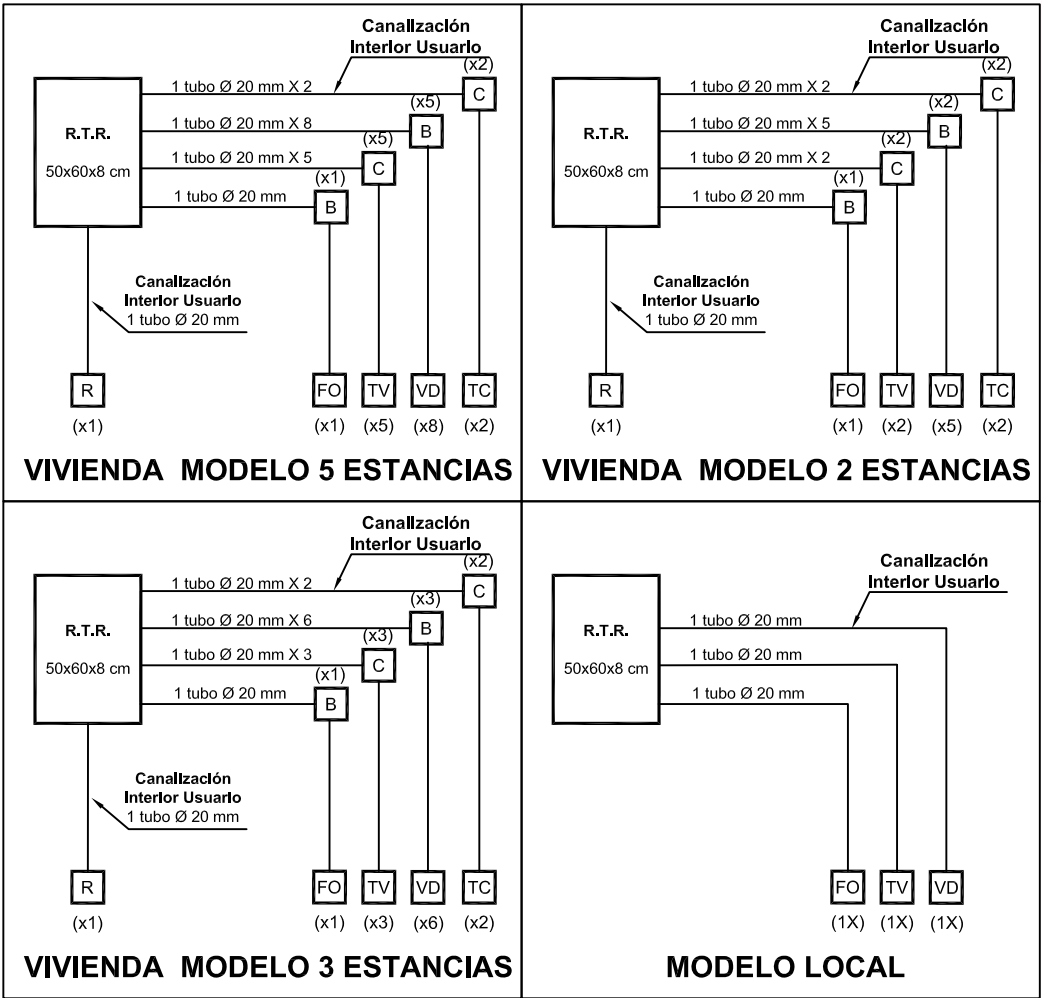 Canalización
Interior Usuario
(x2)
1 tubo Ø 20 mm X 2
C
(x5)
R.T.R.
1 tubo Ø 20 mm X 8
B
(x5)
50x60x8 cm
1 tubo Ø 20 mm X 5
C
(x1)
1 tubo Ø 20 mm
B
Canalización
Interior Usuario
1 tubo Ø 20 mm
R
FO
TV
VD
TC
(x1)
(x1)
(x5)
(x8)
(x2)
VIVIENDA MODELO 5 ESTANCIAS
Canalización
Interior Usuario
(x2)
1 tubo Ø 20 mm X 2
C
(x2)
R.T.R.
1 tubo Ø 20 mm X 5
B
(x2)
50x60x8 cm
1 tubo Ø 20 mm X 2
C
(x1)
1 tubo Ø 20 mm
B
Canalización
Interior Usuario
1 tubo Ø 20 mm
R
FO
TV
VD
TC
(x1)
(x1)
(x2)
(x5)
(x2)
VIVIENDA MODELO 2 ESTANCIAS
Canalización
Interior Usuario
(x2)
1 tubo Ø 20 mm X 2
C
(x3)
R.T.R.
1 tubo Ø 20 mm X 6
B
(x3)
50x60x8 cm
1 tubo Ø 20 mm X 3
C
(x1)
1 tubo Ø 20 mm
B
Canalización
Interior Usuario
1 tubo Ø 20 mm
R
FO
TV
VD
TC
(x1)
(x1)
(x3)
(x6)
(x2)
VIVIENDA MODELO 3 ESTANCIAS
Canalización
Interior Usuario
R.T.R.
1 tubo Ø 20 mm
50x60x8 cm
1 tubo Ø 20 mm
1 tubo Ø 20 mm
FO
TV
VD
(1X)
(1X)
(1X)
MODELO LOCAL